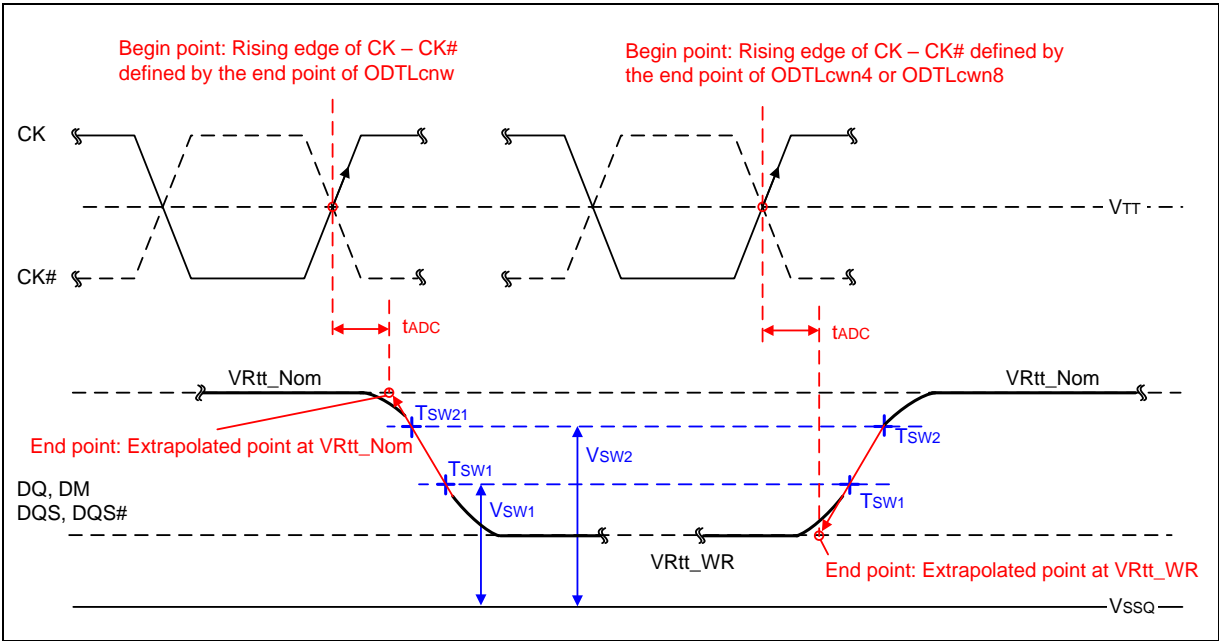 Begin point: Rising edge of CK – CK#
defined by the end point of ODTLcnw
Begin point: Rising edge of CK – CK# defined by
the end point of ODTLcwn4 or ODTLcwn8
CK
VTT
CK#
tADC
tADC
VRtt_Nom
VRtt_Nom
TSW21
End point: Extrapolated point at VRtt_Nom
VSW2
TSW2
TSW1
DQ, DM
DQS, DQS#
VSW1
TSW1
VRtt_WR
End point: Extrapolated point at VRtt_WR
VSSQ